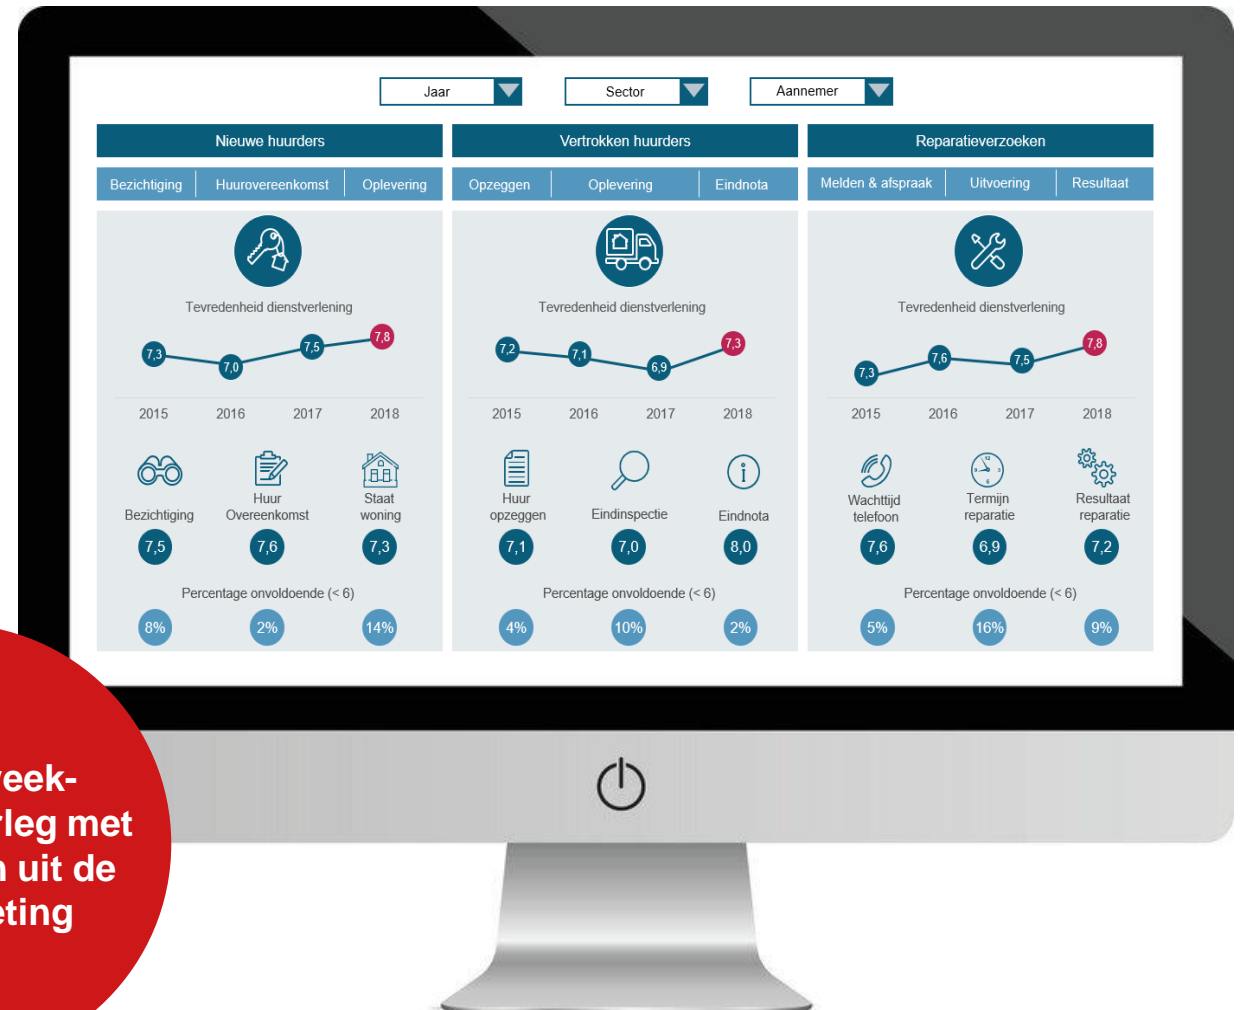 Jaar Sector Aannemer
Nieuwe huurders
Bezichtiging Huurovereenkomst Oplevering
Tevredenheid dienstverlening
7,3 7,0 7,5 7,8
2015 2016 2017 2018
Bezichtiging
Huur
Overeenkomst
Staat
woning
7,5 7,6 7,3
Percentage onvoldoende (< 6)
8% 2% 14%
Vertrokken huurders
Opzeggen Oplevering Eindnota
Tevredenheid dienstverlening
7,2 7,1 6,9 7,3
2015 2016 2017 2018
Huur
opzeggen
Eindinspectie
i
Eindnota
7,1 7,0 8,0
Percentage onvoldoende (< 6)
4% 10% 2%
Reparatieverzoeken
Melden & afspraak Uitvoering Resultaat
Tevredenheid dienstverlening
7,3 7,6 7,5 7,8
2015 2016 2017 2018
Wachttijd
telefoon
12
9 3
6
Termijn
reparatie
Resultaat
reparatie
7,6 6,9 7,2
Percentage onvoldoende (< 6)
5% 16% 9%
met
uit de